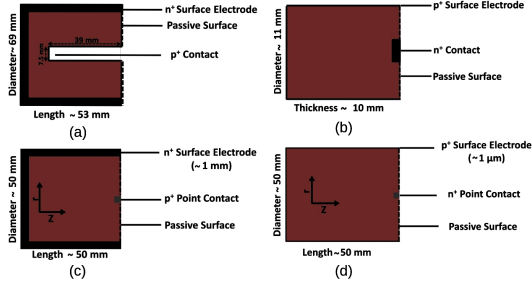 n⁺ Surface Electrode
Passive Surface
39 mm
7.5 mm
p⁺ Contact
Diameter~ 69 mm
Length ~ 53 mm
(a)
p⁺ Surface Electrode
n⁺ Contact
Passive Surface
Diameter ~ 11 mm
Thickness ~ 10 mm
(b)
n⁺ Surface Electrode
(~ 1 mm)
p⁺ Point Contact
Passive Surface
Diameter ~ 50 mm
r
Z
Length ~ 50 mm
(c)
p⁺ Surface Electrode
(~1 µm)
n⁺ Point Contact
Passive Surface
Diameter ~ 50 mm
r
Z
Length~50 mm
(d)